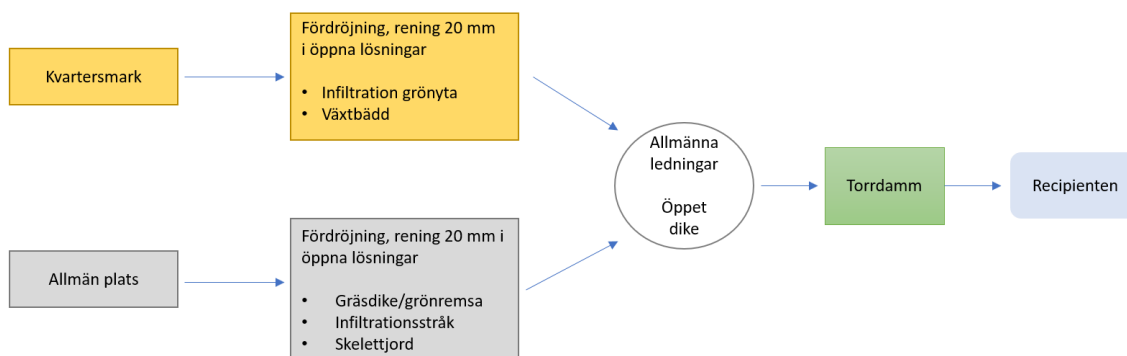 Kvartersmark
Fördröjning, rening 20 mm
i öppna lösningar
• Infiltration grönyta
• Växtbädd
Allmän plats
Fördröjning, rening 20 mm i
öppna lösningar
• Gräsdike/grönremsa
• Infiltrationsstråk
• Skelettjord
Allmänna
ledningar
Öppet
dike
Torrdamm
Recipienten